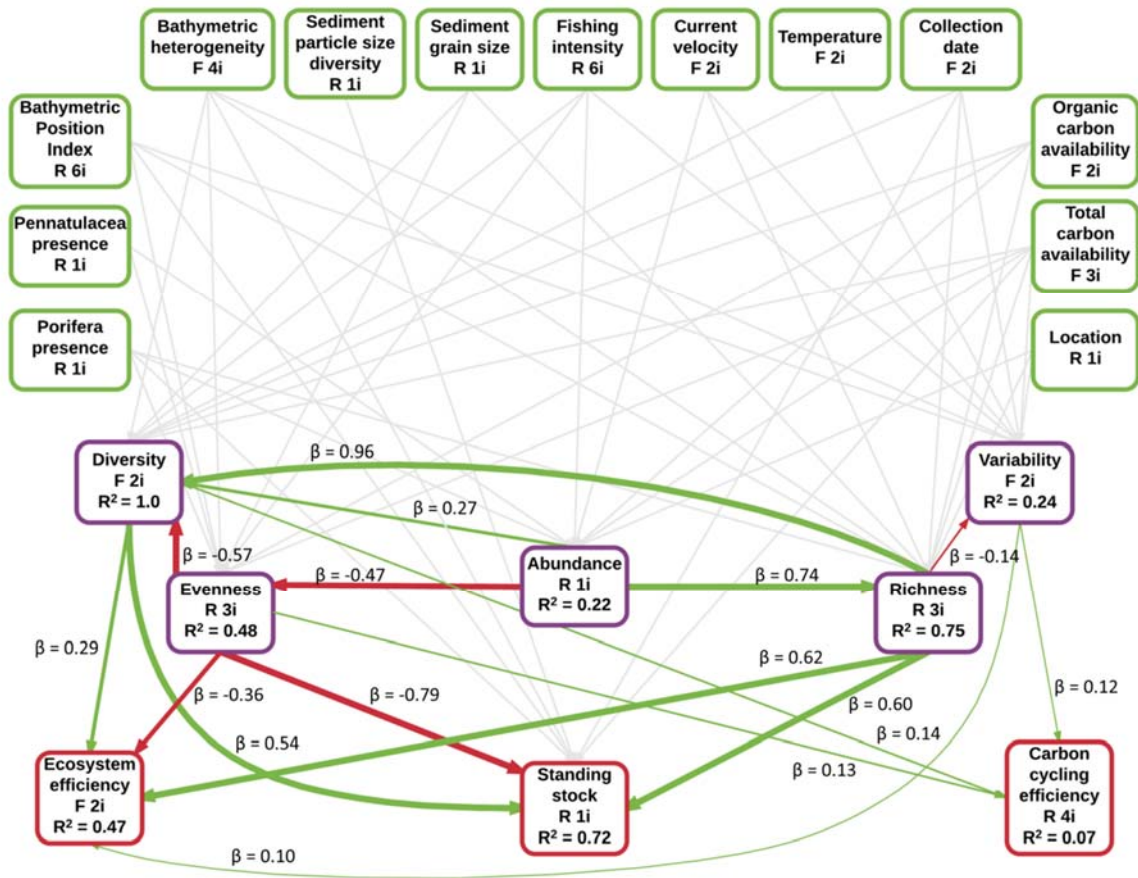 Bathymetric
heterogeneity
F 4i
Sediment
particle size
diversity
R 1i
Sediment
grain size
R 1i
Fishing
intensity
R 6i
Current
velocity
F 2i
Temperature
F 2i
Collection
date
F 2i
Bathymetric
Position
Index
R 6i
Organic
carbon
availability
F 2i
Pennatulacea
presence
R 1i
Total
carbon
availability
F 3i
Porifera
presence
R 1i
Location
R 1i
Diversity
F 2i
R² = 1.0
β = 0.96
β = 0.27
Variability
F 2i
R² = 0.24
β = -0.57
β = -0.47
Evenness
R 3i
R² = 0.48
Abundance
R 1i
R² = 0.22
β = 0.74
Richness
R 3i
R² = 0.75
β = -0.14
β = 0.29
β = -0.36
β = -0.79
β = 0.62
β = 0.60
β = 0.12
β = 0.54
β = 0.14
β = 0.13
Ecosystem
efficiency
F 2i
R² = 0.47
Standing
stock
R 1i
R² = 0.72
Carbon
cycling
efficiency
R 4i
R² = 0.07
β = 0.10